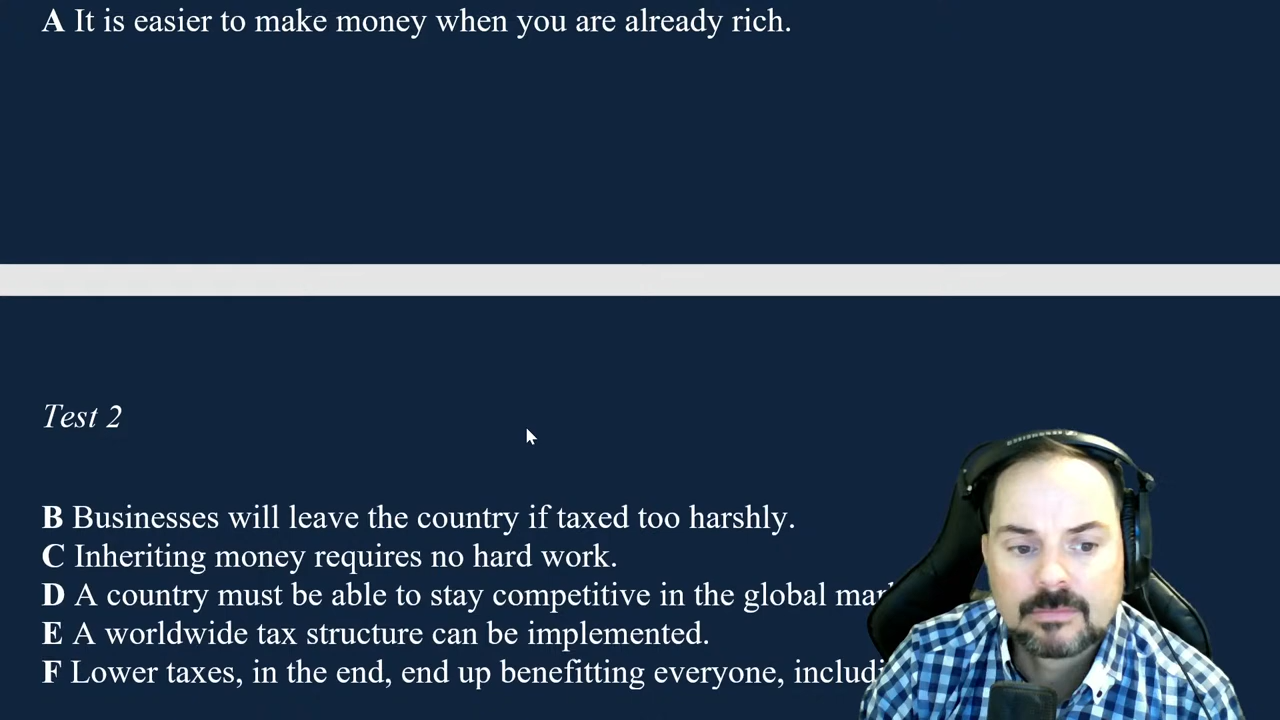 A It is easier to make money when you are already rich.
Test 2
B Businesses will leave the country if taxed too harshly.
C Inheriting money requires no hard work.
D A country must be able to stay competitive in the global
E A worldwide tax structure can be implemented.
F Lower taxes, in the end, end up benefitting everyone,